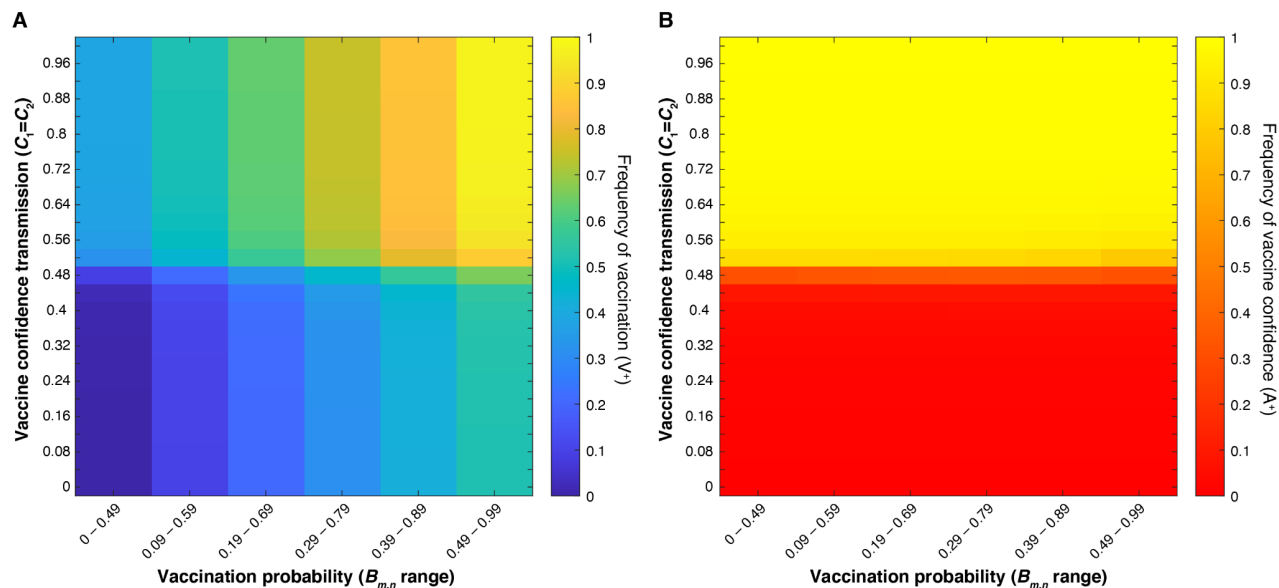 A
Vaccine confidence transmission (C1=C2)
0.96
0.88
0.8
0.72
0.64
0.56
0.48
0.4
0.32
0.24
0.16
0.08
0
0 – 0.49
0.09 – 0.59
0.19 – 0.69
0.29 – 0.79
0.39 – 0.89
0.49 – 0.99
Vaccination probability (Bm,n range)
1
0.9
0.8
0.7
0.6
0.5
0.4
0.3
0.2
0.1
0
Frequency of vaccination (V+)
B
Vaccine confidence transmission (C1=C2)
0.96
0.88
0.8
0.72
0.64
0.56
0.48
0.4
0.32
0.24
0.16
0.08
0
0 – 0.49
0.09 – 0.59
0.19 – 0.69
0.29 – 0.79
0.39 – 0.89
0.49 – 0.99
Vaccination probability (Bm,n range)
1
0.9
0.8
0.7
0.6
0.5
0.4
0.3
0.2
0.1
0
Frequency of vaccine confidence (A+)